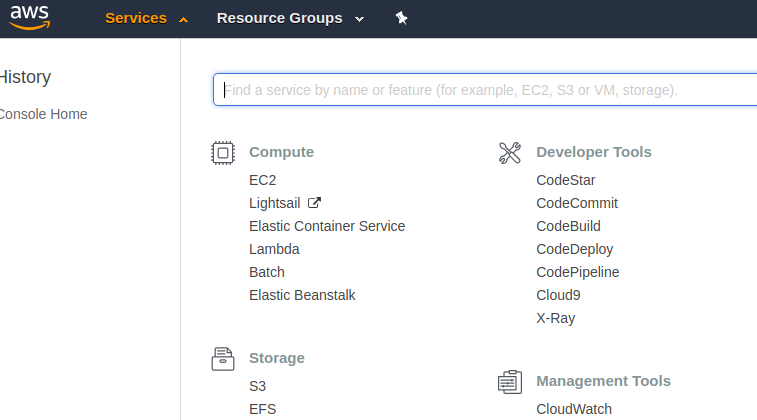 aws
Services
Resource Groups
History
Console Home
Find a service by name or feature (for example, EC2, S3 or VM, storage).
Compute
EC2
Lightsail
Elastic Container Service
Lambda
Batch
Elastic Beanstalk
Storage
S3
EFS
Developer Tools
CodeStar
CodeCommit
CodeBuild
CodeDeploy
CodePipeline
Cloud9
X-Ray
Management Tools
CloudWatch